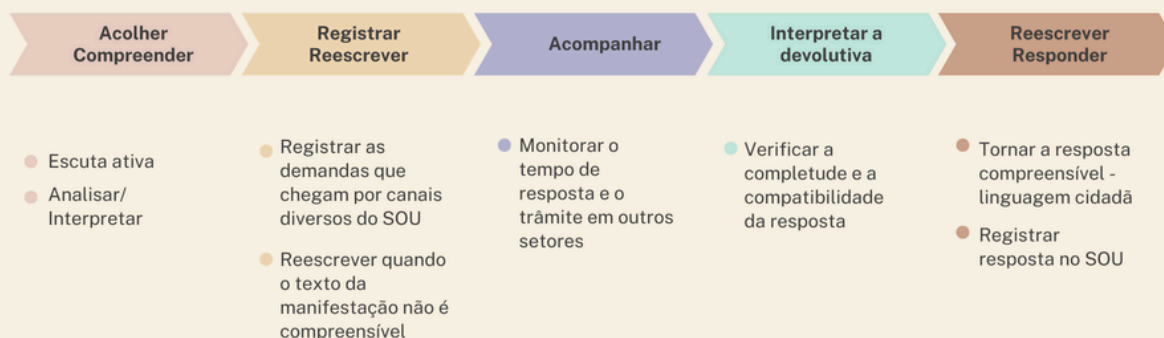 Acolher
Compreender
Registrar
Reescrever
Acompanhar
Interpretar a
devolutiva
Reescrever
Responder
Escuta ativa
Analisar/
Interpretar
Registrar as
demandas que
chegam por canais
diversos do SOU
Reescrever quando
o texto da
manifestação não é
compreensível
Monitorar o
tempo de
resposta e o
trâmite em outros
setores
Verificar a
completude e a
compatibilidade
da resposta
Tornar a resposta
compreensível -
linguagem cidadã
Registrar
resposta no SOU